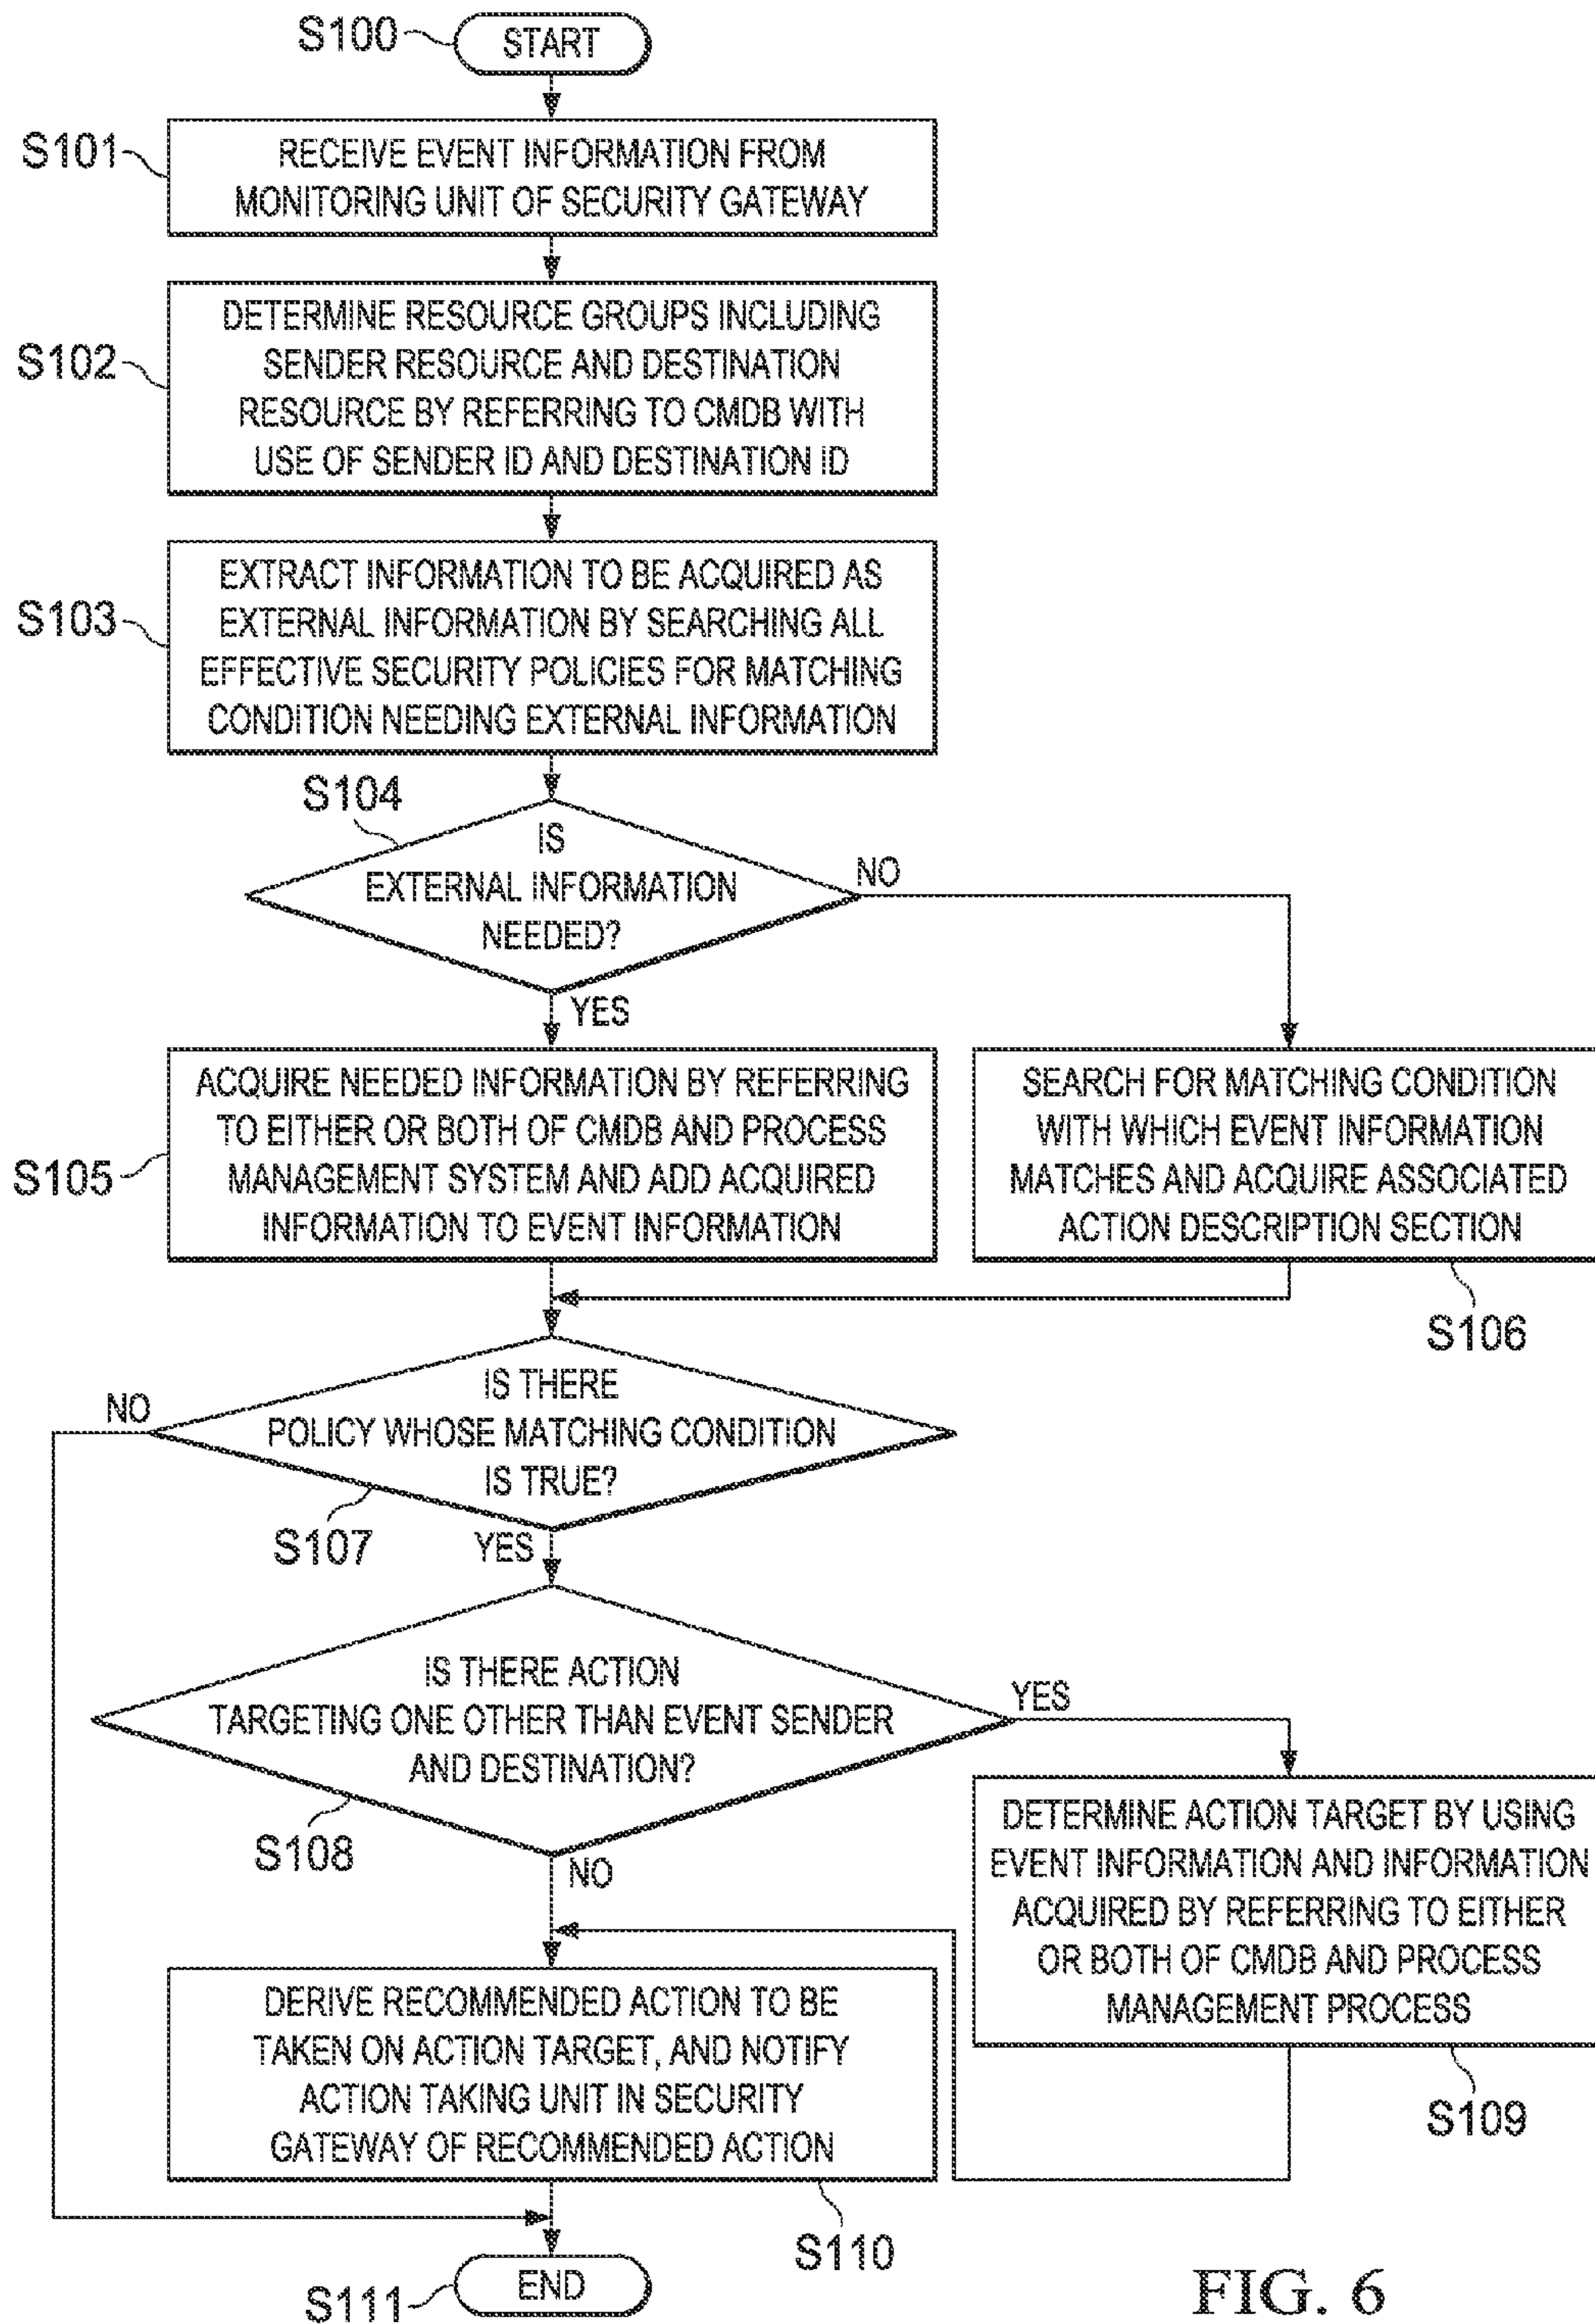 S100
START
S101
RECEIVE EVENT INFORMATION FROM
MONITORING UNIT OF SECURITY GATEWAY
S102
DETERMINE RESOURCE GROUPS INCLUDING
SENDER RESOURCE AND DESTINATION
RESOURCE BY REFERRING TO CMDB WITH
USE OF SENDER ID AND DESTINATION ID
S103
EXTRACT INFORMATION TO BE ACQUIRED AS
EXTERNAL INFORMATION BY SEARCHING ALL
EFFECTIVE SECURITY POLICIES FOR MATCHING
CONDITION NEEDING EXTERNAL INFORMATION
S104
IS
EXTERNAL INFORMATION
NEEDED?
NO
YES
S105
ACQUIRE NEEDED INFORMATION BY REFERRING
TO EITHER OR BOTH OF CMDB AND PROCESS
MANAGEMENT SYSTEM AND ADD ACQUIRED
INFORMATION TO EVENT INFORMATION
SEARCH FOR MATCHING CONDITION
WITH WHICH EVENT INFORMATION
MATCHES AND ACQUIRE ASSOCIATED
ACTION DESCRIPTION SECTION
S106
IS THERE
POLICY WHOSE MATCHING CONDITION
IS TRUE?
NO
S107
YES
IS THERE ACTION
TARGETING ONE OTHER THAN EVENT SENDER
AND DESTINATION?
YES
S108
NO
DETERMINE ACTION TARGET BY USING
EVENT INFORMATION AND INFORMATION
ACQUIRED BY REFERRING TO EITHER
OR BOTH OF CMDB AND PROCESS
MANAGEMENT PROCESS
S109
DERIVE RECOMMENDED ACTION TO BE
TAKEN ON ACTION TARGET, AND NOTIFY
ACTION TAKING UNIT IN SECURITY
GATEWAY OF RECOMMENDED ACTION
S110
S111
END
FIG. 6